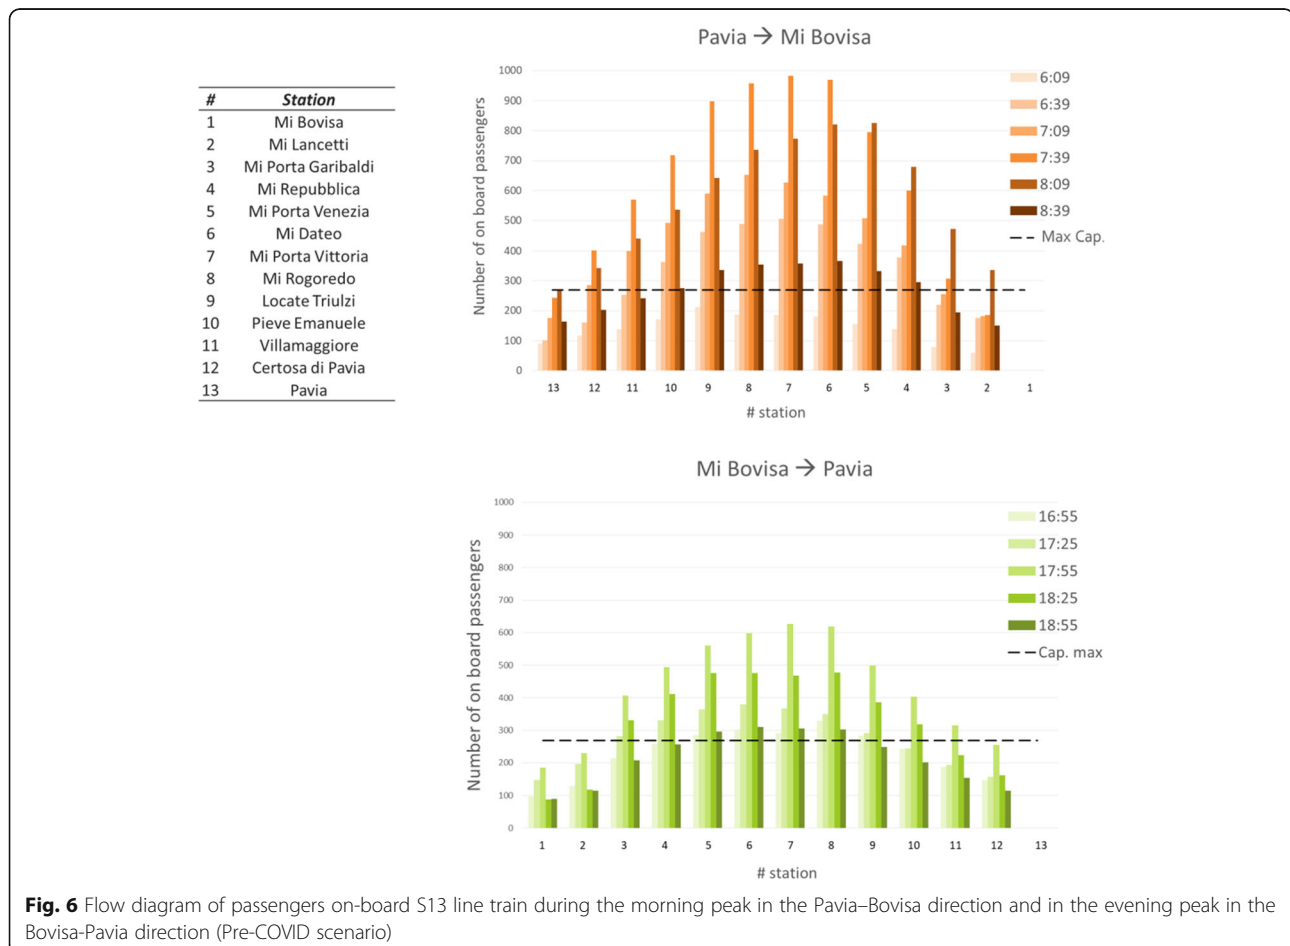 Pavia → Mi Bovisa
# Station
1 Mi Bovisa
2 Mi Lancetti
3 Mi Porta Garibaldi
4 Mi Repubblica
5 Mi Porta Venezia
6 Mi Dateo
7 Mi Porta Vittoria
8 Mi Rogoredo
9 Locate Triulzi
10 Pieve Emanuele
11 Villamaggiore
12 Certosa di Pavia
13 Pavia
Number of on board passengers
1000
900
800
700
600
500
400
300
200
100
0
13 12 11 10 9 8 7 6 5 4 3 2 1
# station
6:09
6:39
7:09
7:39
8:09
8:39
Max Cap.
Mi Bovisa → Pavia
Number of on board passengers
1000
900
800
700
600
500
400
300
200
100
0
1 2 3 4 5 6 7 8 9 10 11 12 13
# station
16:55
17:25
17:55
18:25
18:55
Cap. max
Fig. 6 Flow diagram of passengers on-board S13 line train during the morning peak in the Pavia–Bovisa direction and in the evening peak in the
Bovisa-Pavia direction (Pre-COVID scenario)